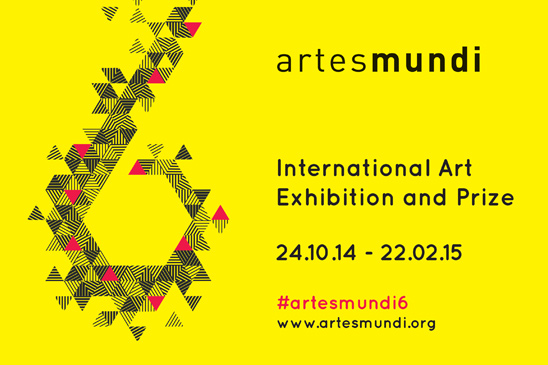 artesmundi
International Art
Exhibition and Prize
24.10.14 - 22.02.15
#artesmundi6
www.artesmundi.org